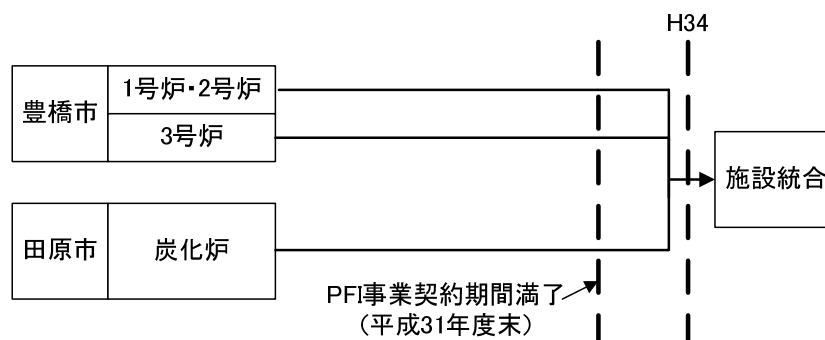 H34
豊橋市
1号炉・2号炉
3号炉
施設統合
田原市
炭化炉
PFI事業契約期間満了
（平成31年度末）